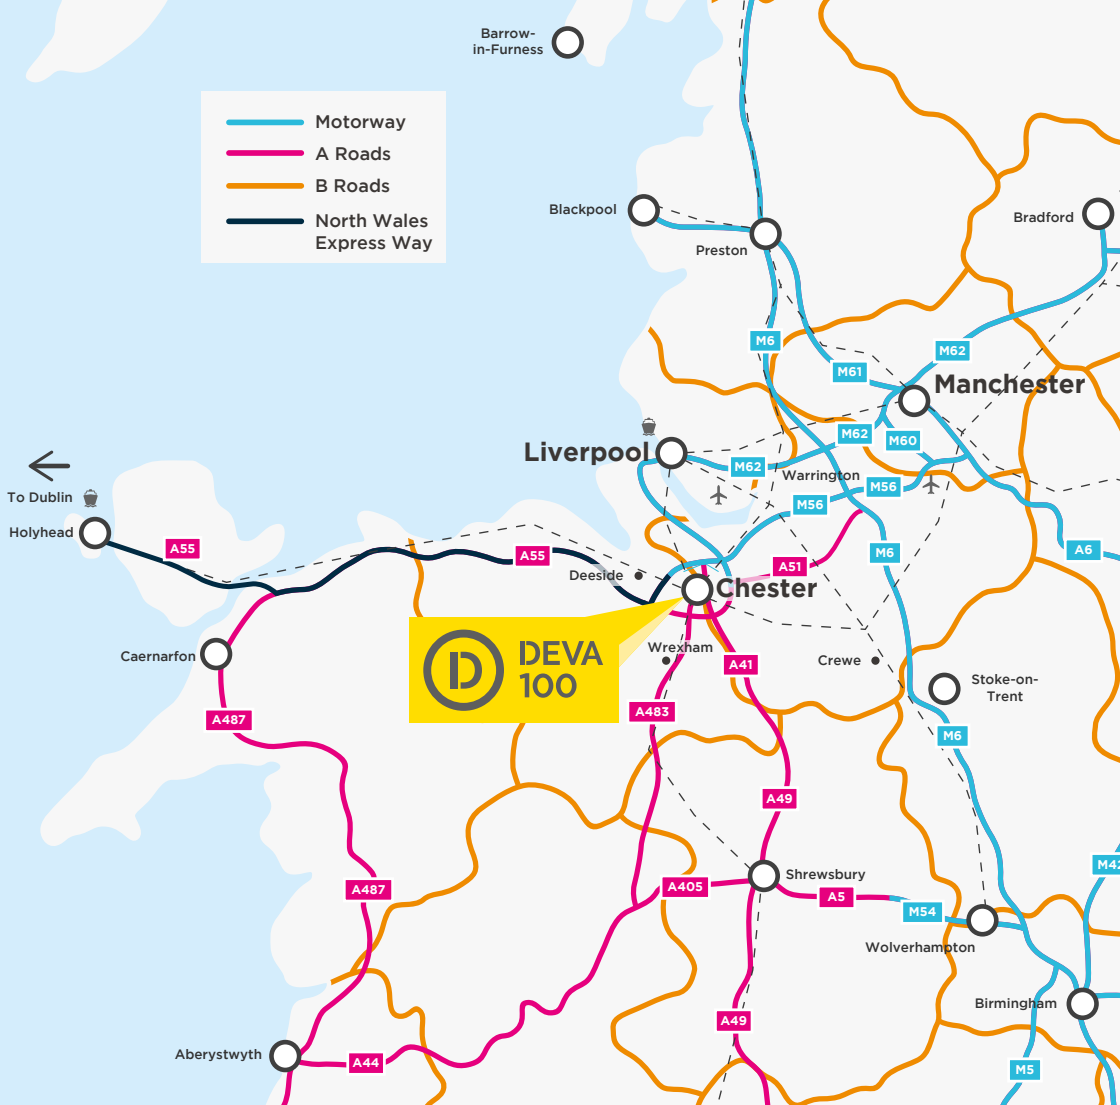 Barrow-
in-Furness
Motorway
A Roads
B Roads
North Wales
Express Way
Blackpool
Preston
Bradford
M6
M62
M61
Manchester
M62
M60
Liverpool
M62
Warrington
M56
M56
To Dublin
Holyhead
A55
A55
M6
A6
A51
Deeside
Chester
Caernarfon
DEVA
100
Wrexham
A41
Crewe
Stoke-on-
Trent
A487
A483
M6
A49
M42
Shrewsbury
A487
A405
A5
M54
Wolverhampton
Birmingham
A49
Aberystwyth
A44
M5